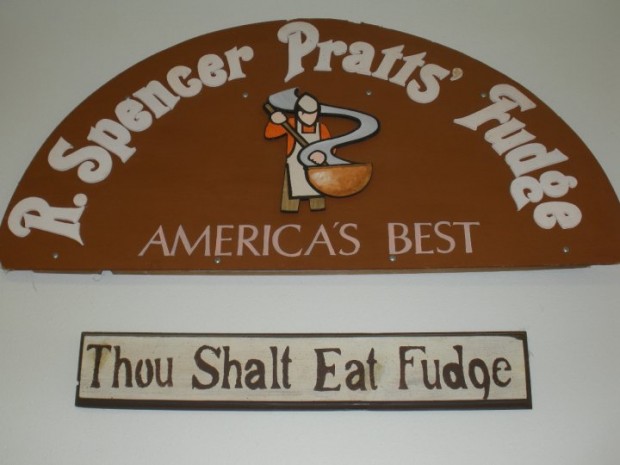 R. Spencer Pratts' Fudge
AMERICA'S BEST
Thou Shalt Eat Fudge